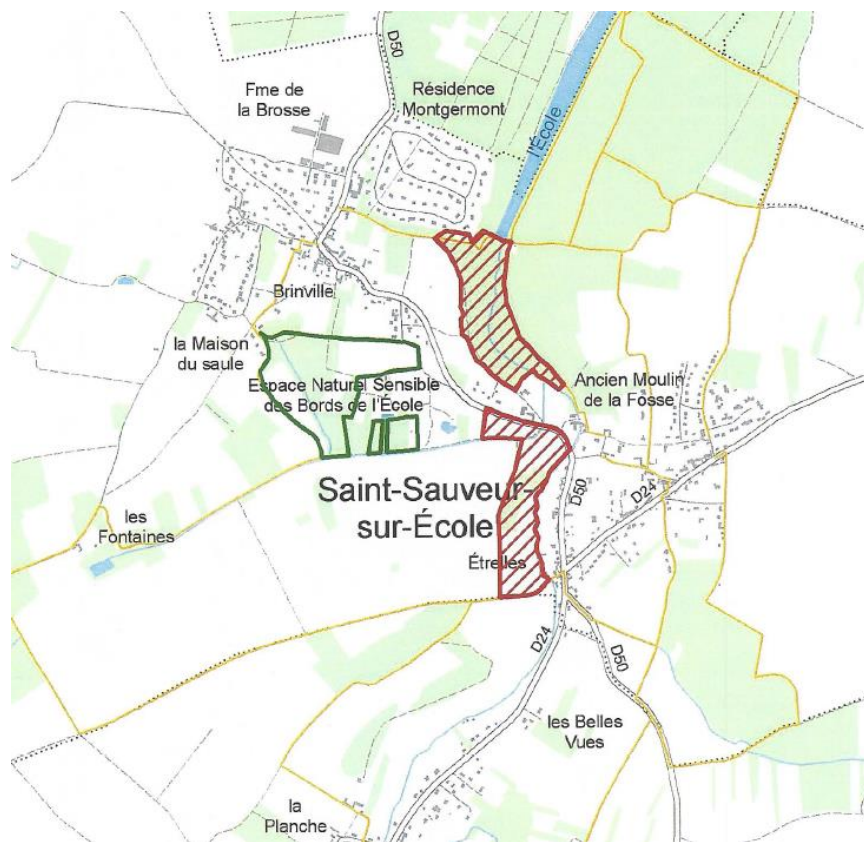 D50
Fme de
la Brosse
Résidence
Montgermont
l'École
Brinville
la Maison
du saule
Espace Naturel Sensible
des Bords de l'École
Ancien Moulin
de la Fosse
Saint-Sauveur-
sur-École
D50
D24
les
Fontaines
Étrelles
D24
D50
les Belles
Vues
la
Planche